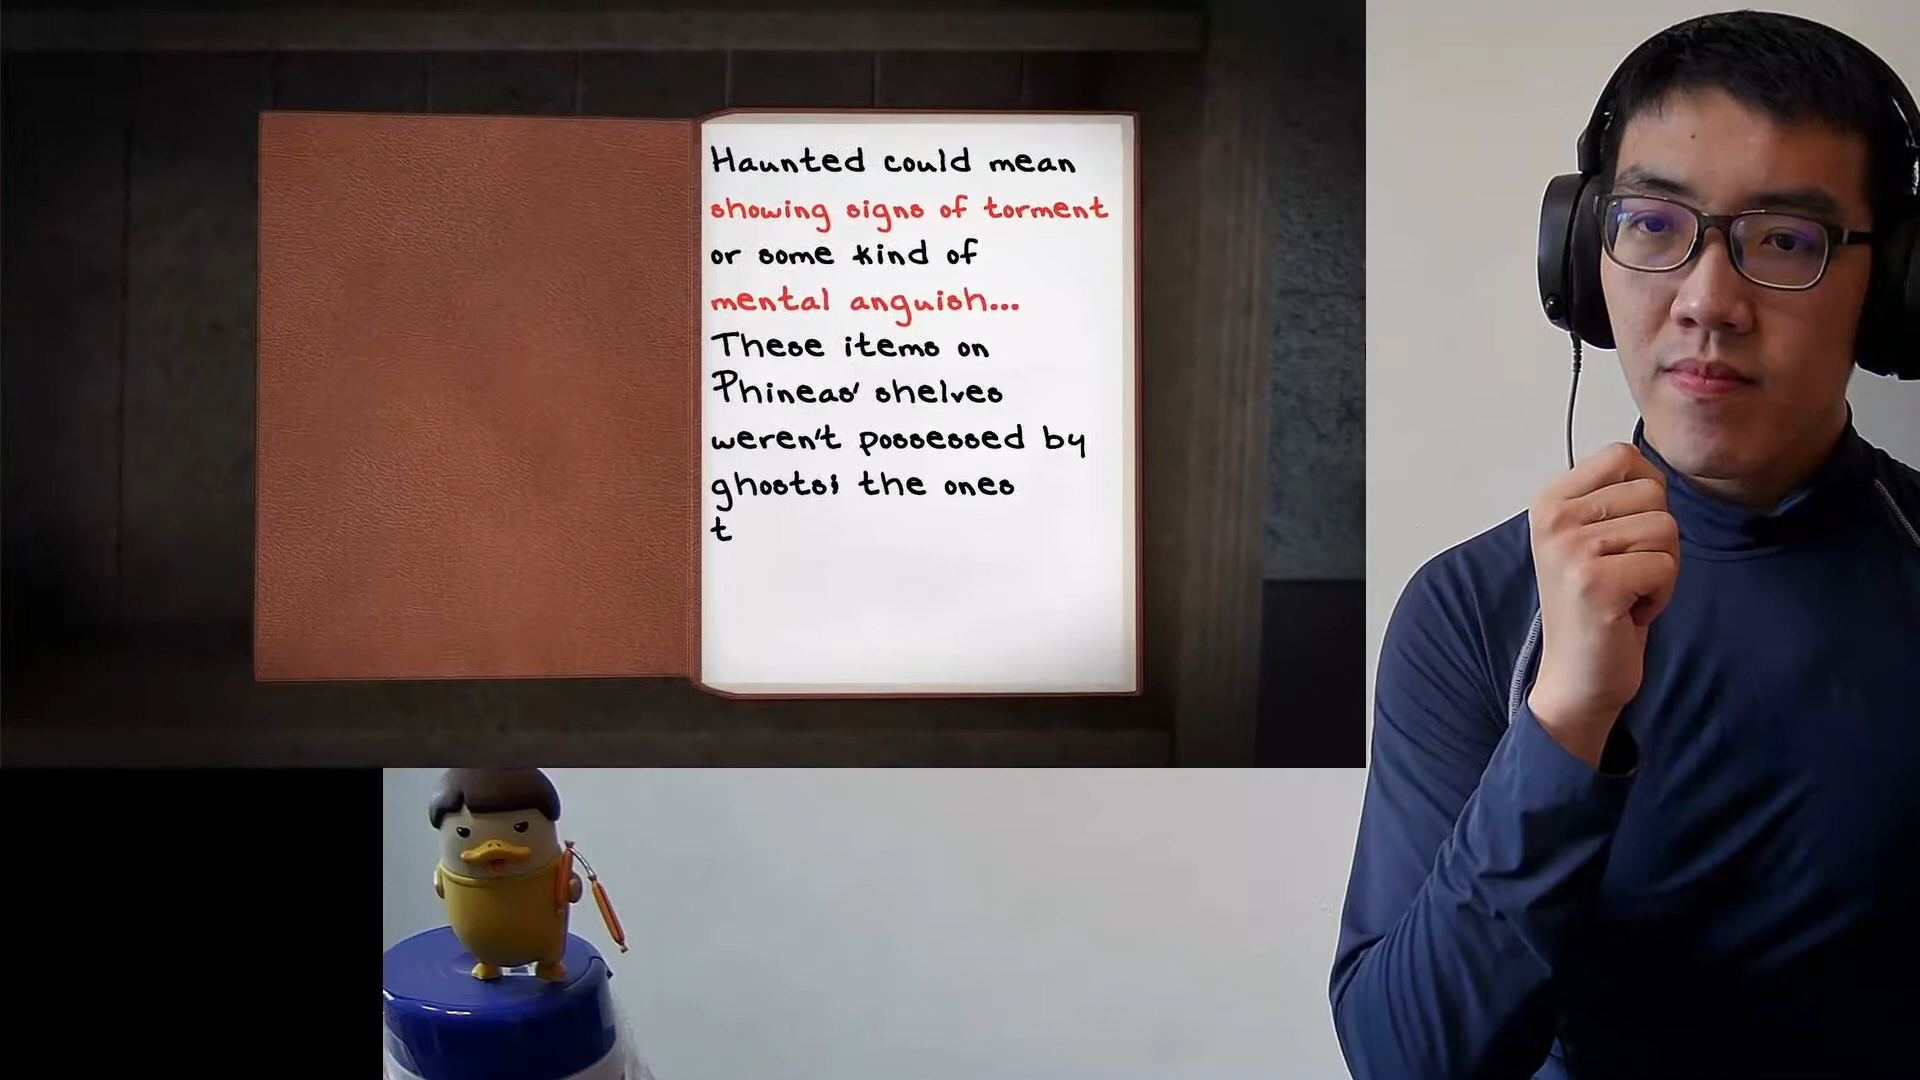 Haunted could mean
showing signs of torment
or some kind of
mental anguish...
These items on
Phineas' shelves
weren't possessed by
ghosts; the ones
t